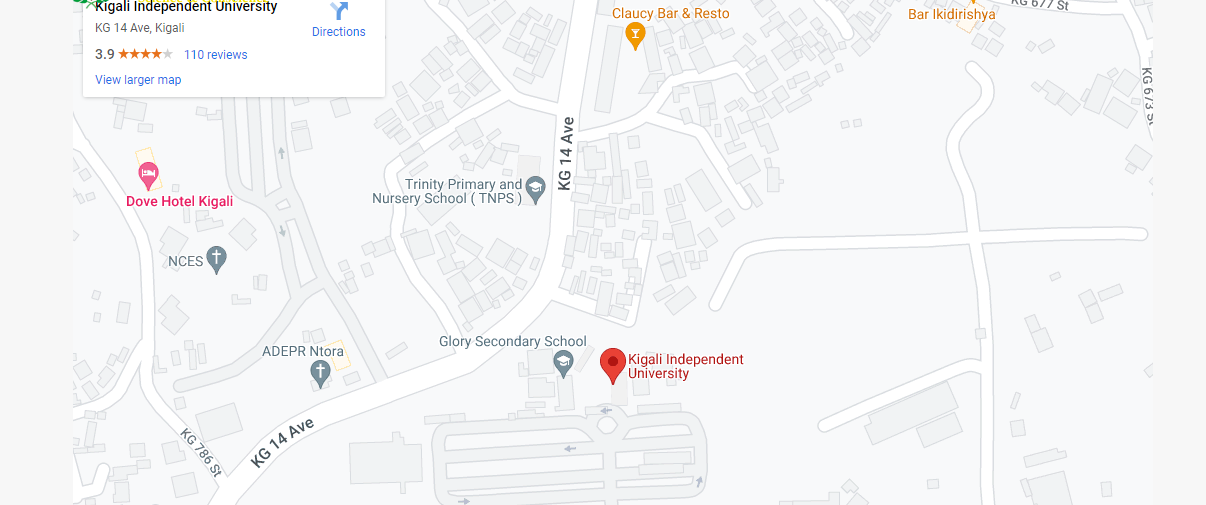 Kigali Independent University
KG 14 Ave, Kigali
3.9
110 reviews
View larger map
Directions
Claucy Bar & Resto
Bar Ikidirishya
KG 677 St
KG 673 St
KG 14 Ave
Trinity Primary and
Nursery School ( TNPS )
Dove Hotel Kigali
NCES
Glory Secondary School
ADEPR Ntora
Kigali Independent
University
KG 14 Ave
KG 786 St